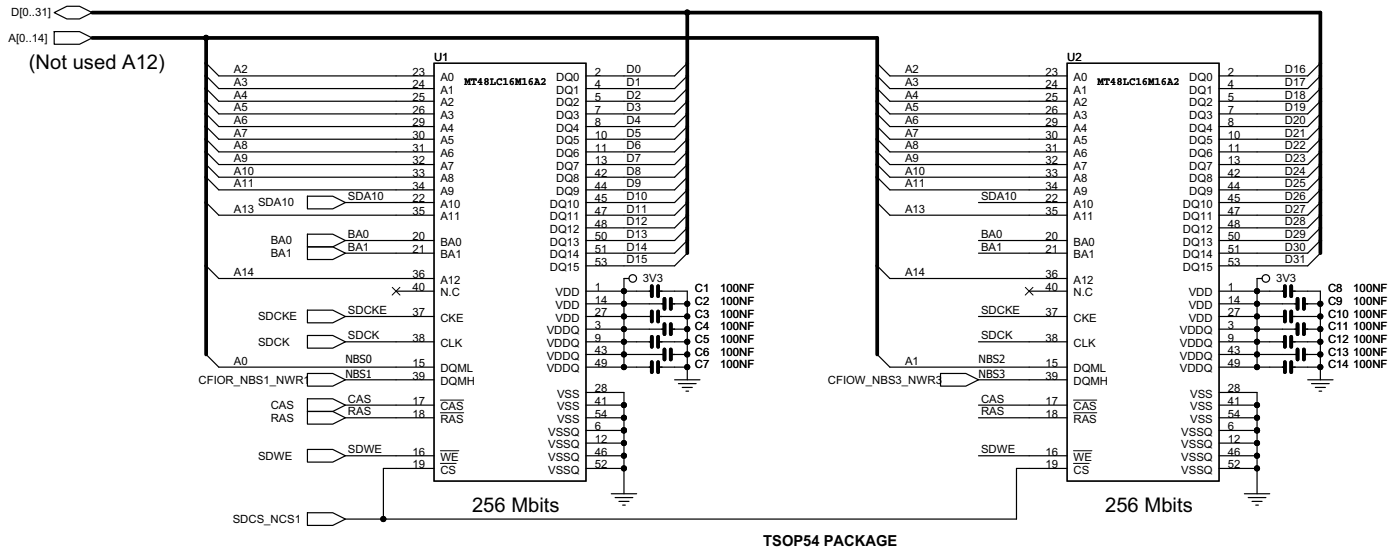 D[0..31]
A[0..14]
(Not used A12)
U1
MT48LC16M16A2
A2 23 A0 DQ0 2 D0
A3 24 A1 DQ1 4 D1
A4 25 A2 DQ2 5 D2
A5 26 A3 DQ3 7 D3
A6 29 A4 DQ4 8 D4
A7 30 A5 DQ5 10 D5
A8 31 A6 DQ6 11 D6
A9 32 A7 DQ7 13 D7
A10 33 A8 DQ8 42 D8
A11 34 A9 DQ9 44 D9
SDA10 SDA10 22 A10 DQ10 45 D10
A13 35 A11 DQ11 47 D11
DQ12 48 D12
BA0 BA0 20 BA0 DQ13 50 D13
BA1 BA1 21 BA1 DQ14 51 D14
DQ15 53 D15
A14 36 A12 3V3
40 N.C VDD 1 C1 100NF
VDD 14 C2 100NF
SDCKE SDCKE 37 CKE VDD 27 C3 100NF
VDDQ 3 C4 100NF
SDCK SDCK 38 CLK VDDQ 9 C5 100NF
VDDQ 43 C6 100NF
A0 NBS0 15 DQML VDDQ 49 C7 100NF
CFIOR_NBS1_NWR1 NBS1 39 DQMH
VSS 28
CAS CAS 17 CAS VSS 41
RAS RAS 18 RAS VSS 54
VSSQ 6
VSSQ 12
SDWE SDWE 16 WE VSSQ 46
19 CS VSSQ 52
256 Mbits
SDCS_NCS1
U2
MT48LC16M16A2
A2 23 A0 DQ0 2 D16
A3 24 A1 DQ1 4 D17
A4 25 A2 DQ2 5 D18
A5 26 A3 DQ3 7 D19
A6 29 A4 DQ4 8 D20
A7 30 A5 DQ5 10 D21
A8 31 A6 DQ6 11 D22
A9 32 A7 DQ7 13 D23
A10 33 A8 DQ8 42 D24
A11 34 A9 DQ9 44 D25
SDA10 22 A10 DQ10 45 D26
A13 35 A11 DQ11 47 D27
DQ12 48 D28
BA0 20 BA0 DQ13 50 D29
BA1 21 BA1 DQ14 51 D30
DQ15 53 D31
A14 36 A12 3V3
40 N.C VDD 1 C8 100NF
VDD 14 C9 100NF
SDCKE 37 CKE VDD 27 C10 100NF
VDDQ 3 C11 100NF
SDCK 38 CLK VDDQ 9 C12 100NF
VDDQ 43 C13 100NF
A1 NBS2 15 DQML VDDQ 49 C14 100NF
CFIOW_NBS3_NWR3 NBS3 39 DQMH
VSS 28
CAS 17 CAS VSS 41
RAS 18 RAS VSS 54
VSSQ 6
VSSQ 12
SDWE 16 WE VSSQ 46
19 CS VSSQ 52
256 Mbits
TSOP54 PACKAGE